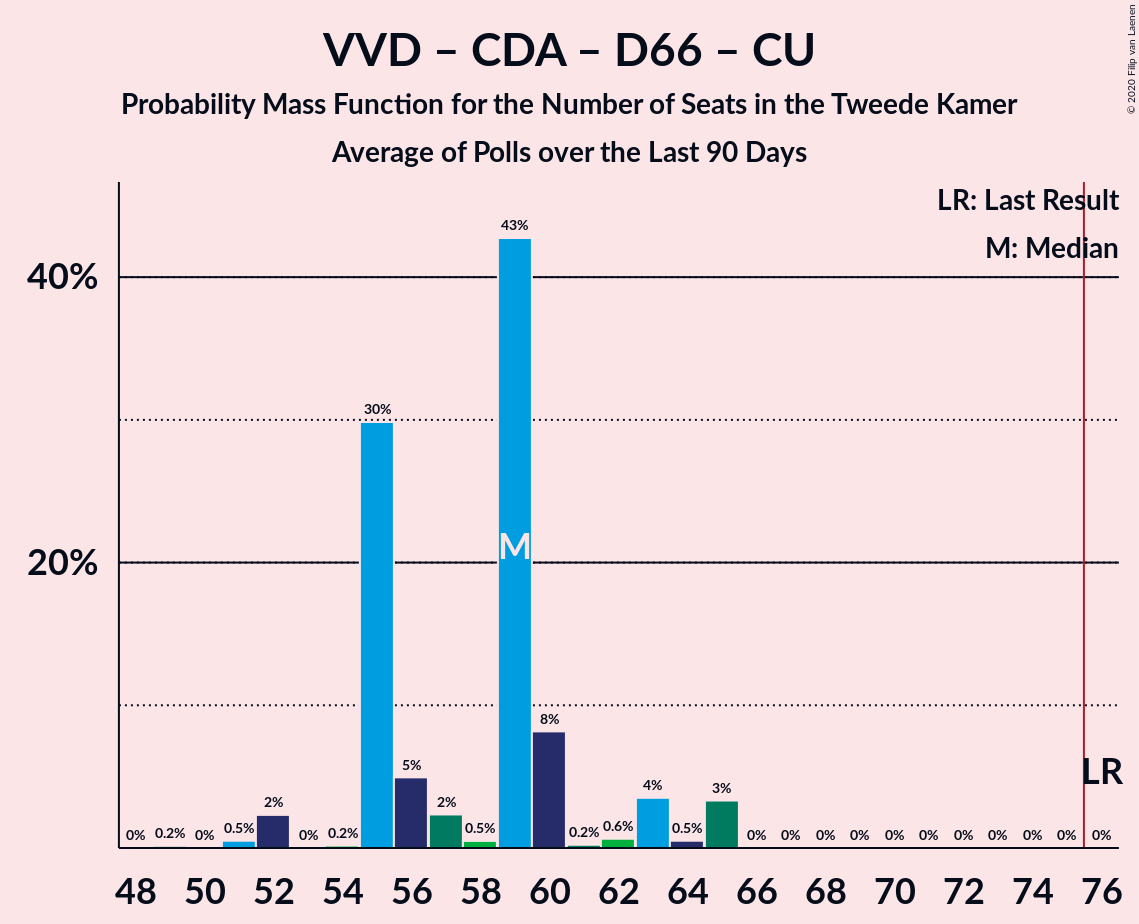 VVD – CDA – D66 – CU
Probability Mass Function for the Number of Seats in the Tweede Kamer
Average of Polls over the Last 90 Days
© 2020 Filip van Laenen
LR: Last Result
M: Median
40%
20%
0% 0.2% 0% 0.5% 2% 0% 0.2% 30% 5% 2% 0.5% 43% 8% 0.2% 0.6% 4% 0.5% 3% 0% 0% 0% 0% 0% 0% 0% 0% 0% 0% 0%
M
LR
48 50 52 54 56 58 60 62 64 66 68 70 72 74 76